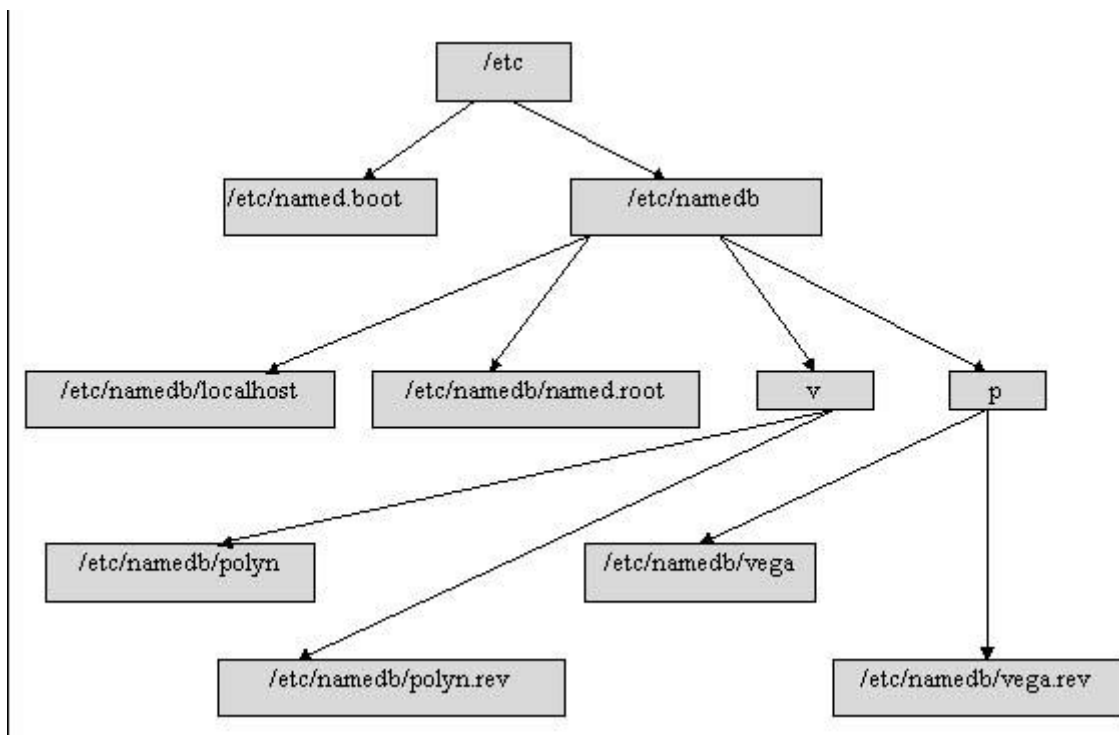 /etc
/etc/named.boot
/etc/namedb
/etc/namedb/localhost
/etc/namedb/named.root
v
p
/etc/namedb/polyn
/etc/namedb/vega
/etc/namedb/polyn.rev
/etc/namedb/vega.rev